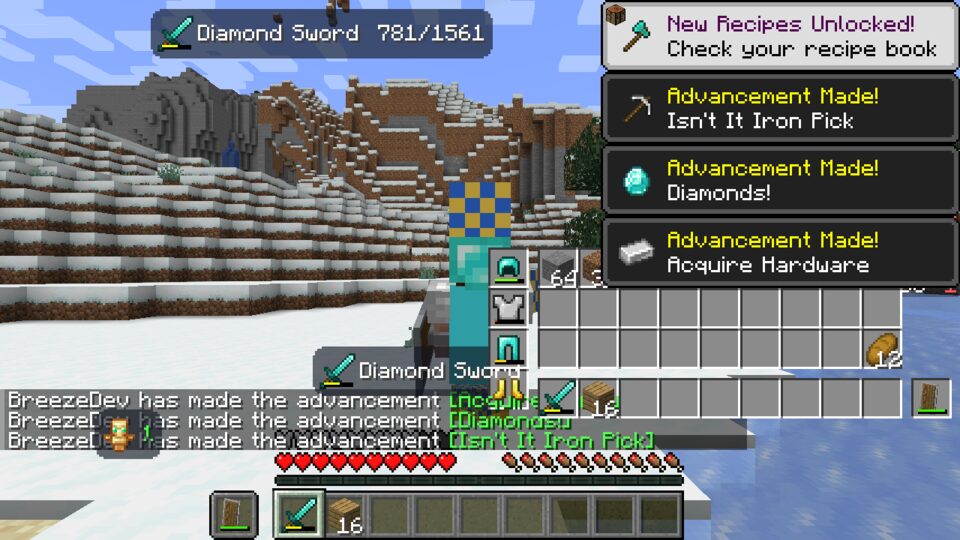 Diamond Sword 781/1561
New Recipes Unlocked!
Check your recipe book
Advancement Made!
Isn't It Iron Pick
Advancement Made!
Diamonds!
Advancement Made!
Acquire Hardware
64
12
Diamond Sword
16
BreezeDev has made the advancement
BreezeDev has made the advancement [Diamonds!]
1
BreezeDev has made the advancement [Isn't It Iron Pick]
16